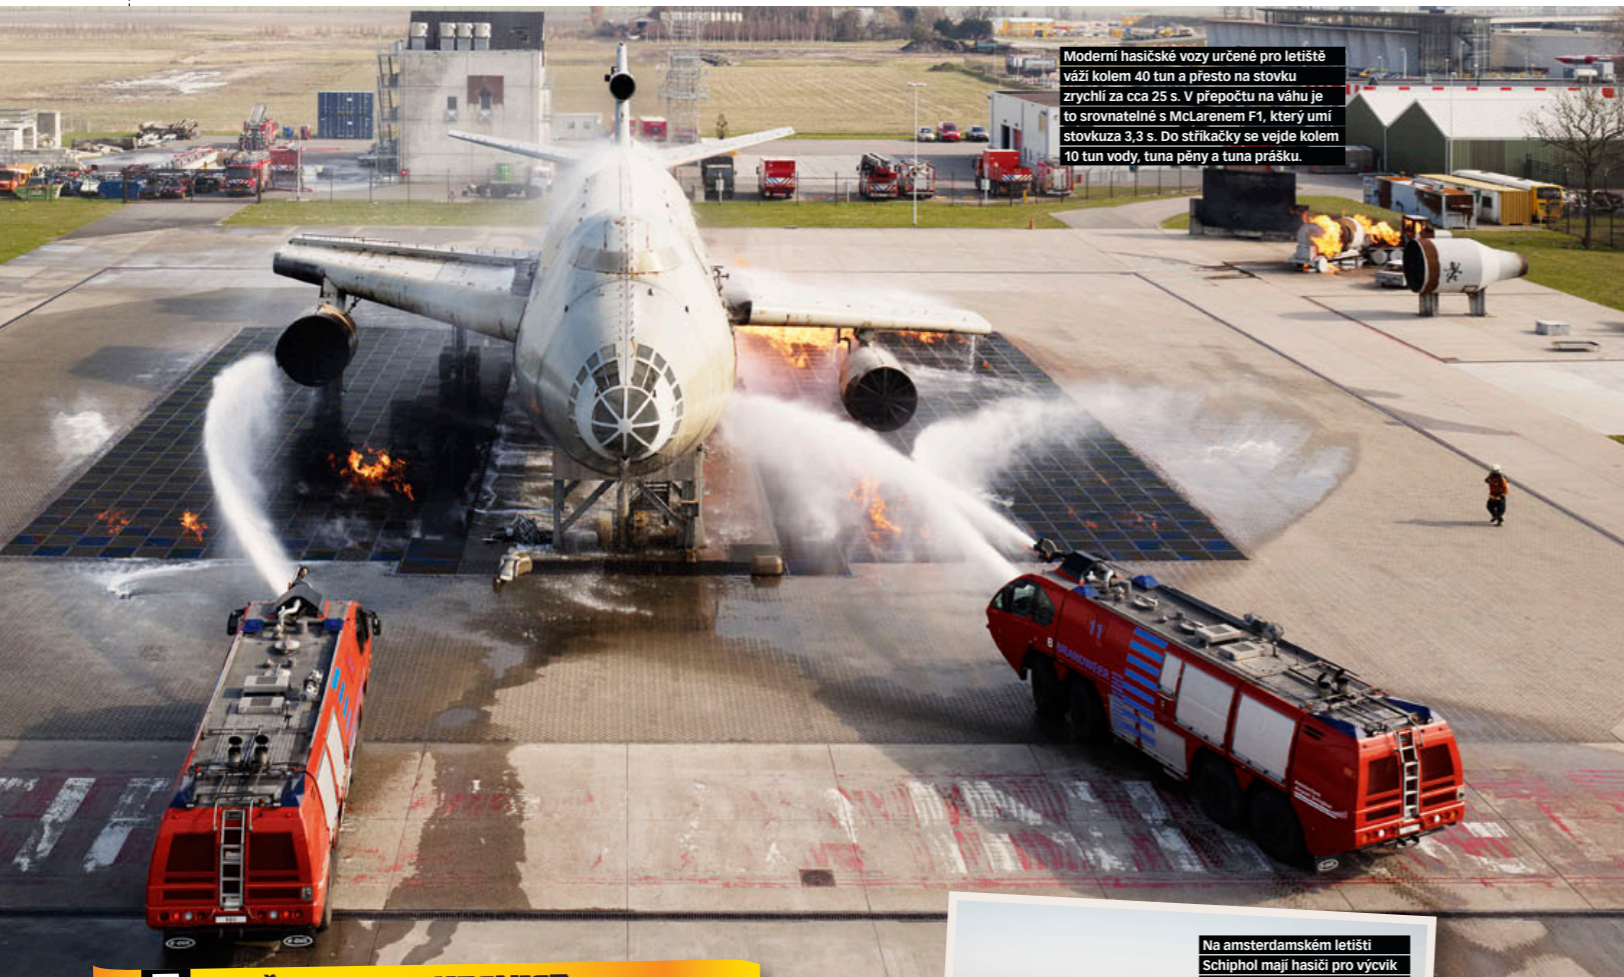 Moderní hasičské vozy určené pro letiště
váží kolem 40 tun a přesto na stovku
zrychlí za cca 25 s. V přepočtu na váhu je
to srovnatelné s McLarenem F1, který umí
stovkuza 3,3 s. Do stříkačky se vejde kolem
10 tun vody, tuna pěny a tuna prášku.
11
BRANDWEER
Na amsterdamském letišti
Schiphol mají hasiči pro výcvik